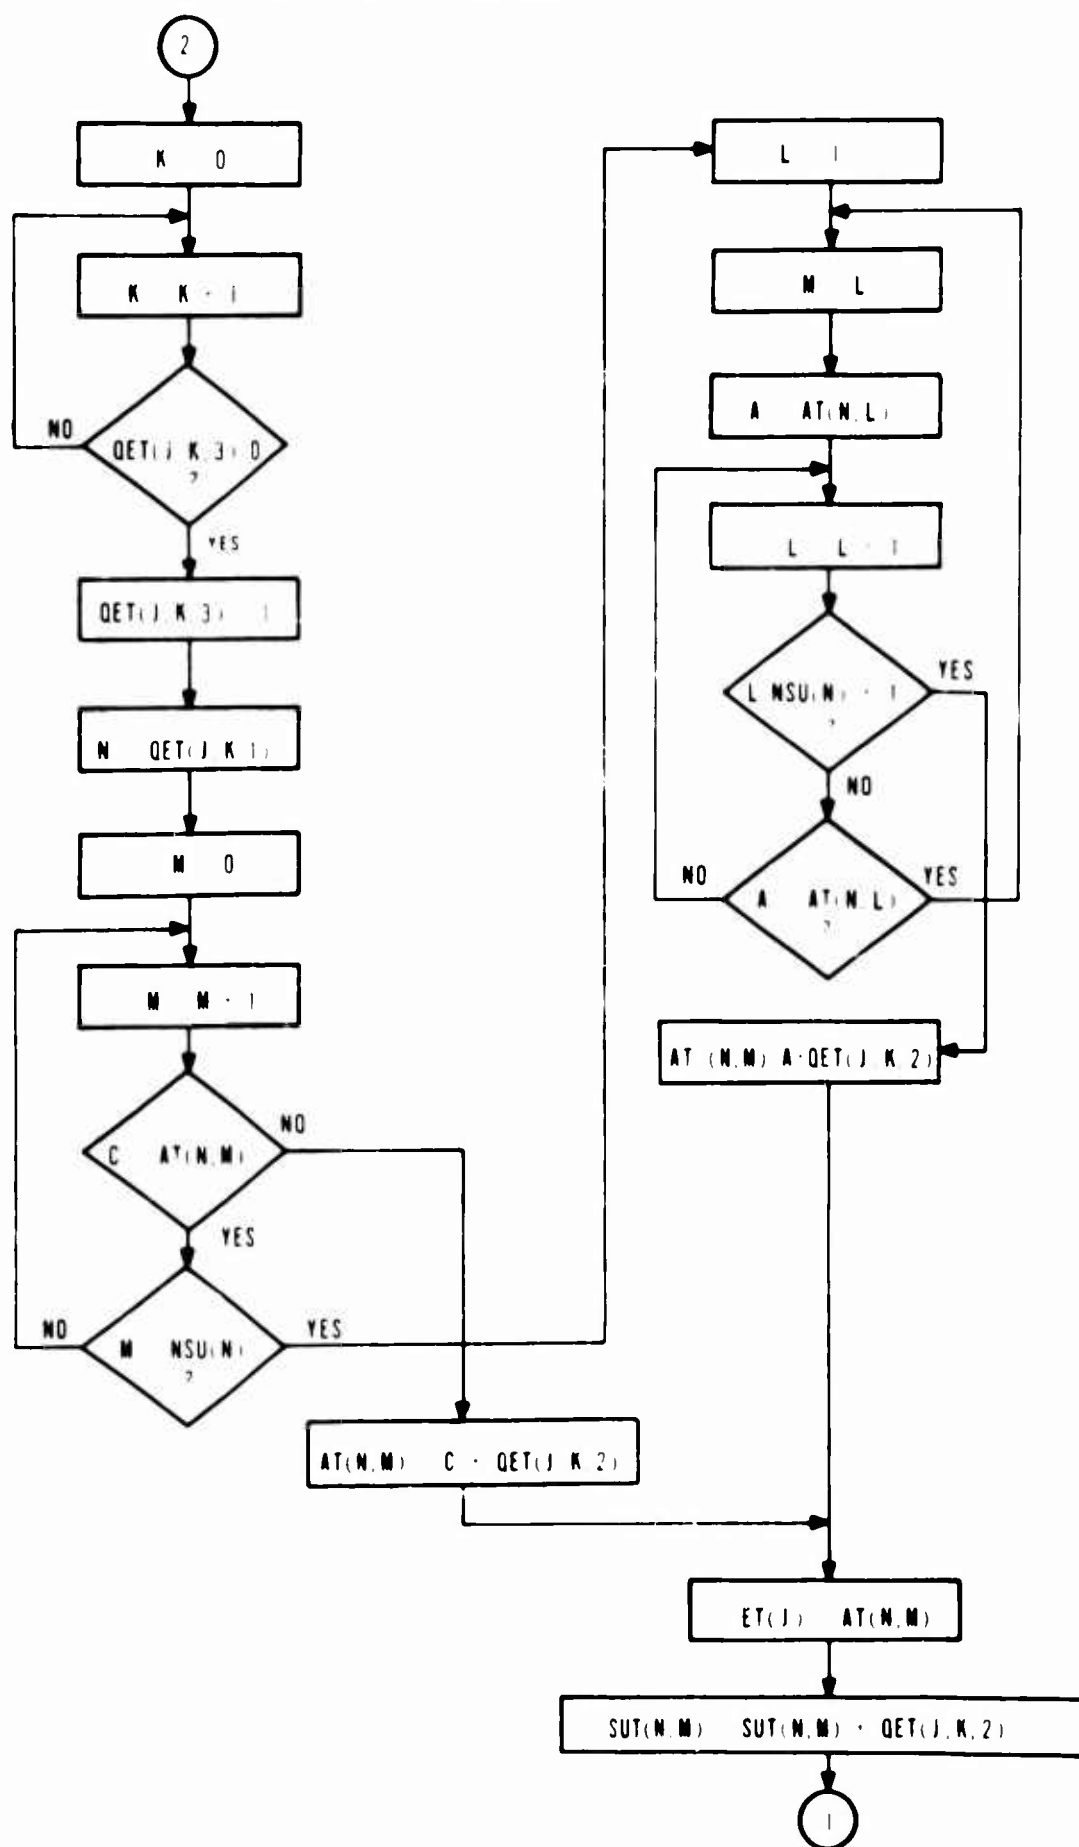 2
K 0
K K - 1
NO
QET(J K,3) 0
?
YES
QET(J,K 3) 1
N QET(J,K 1)
M 0
M M - 1
NO
C AT(N,M)
YES
NO
M NSU(N)
?
YES
AT(N,M) C - QET(J K,2)
L 1
M L
A AT(N,L)
L L - 1
YES
L NSU(N) - 1
?
NO
NO
A AT(N L)
?
YES
AT (N,M) A-QET(J,K,2)
ET(J) AT(N,M)
SUT(N,M) SUT(N,M) + QET(J,K,2)
1